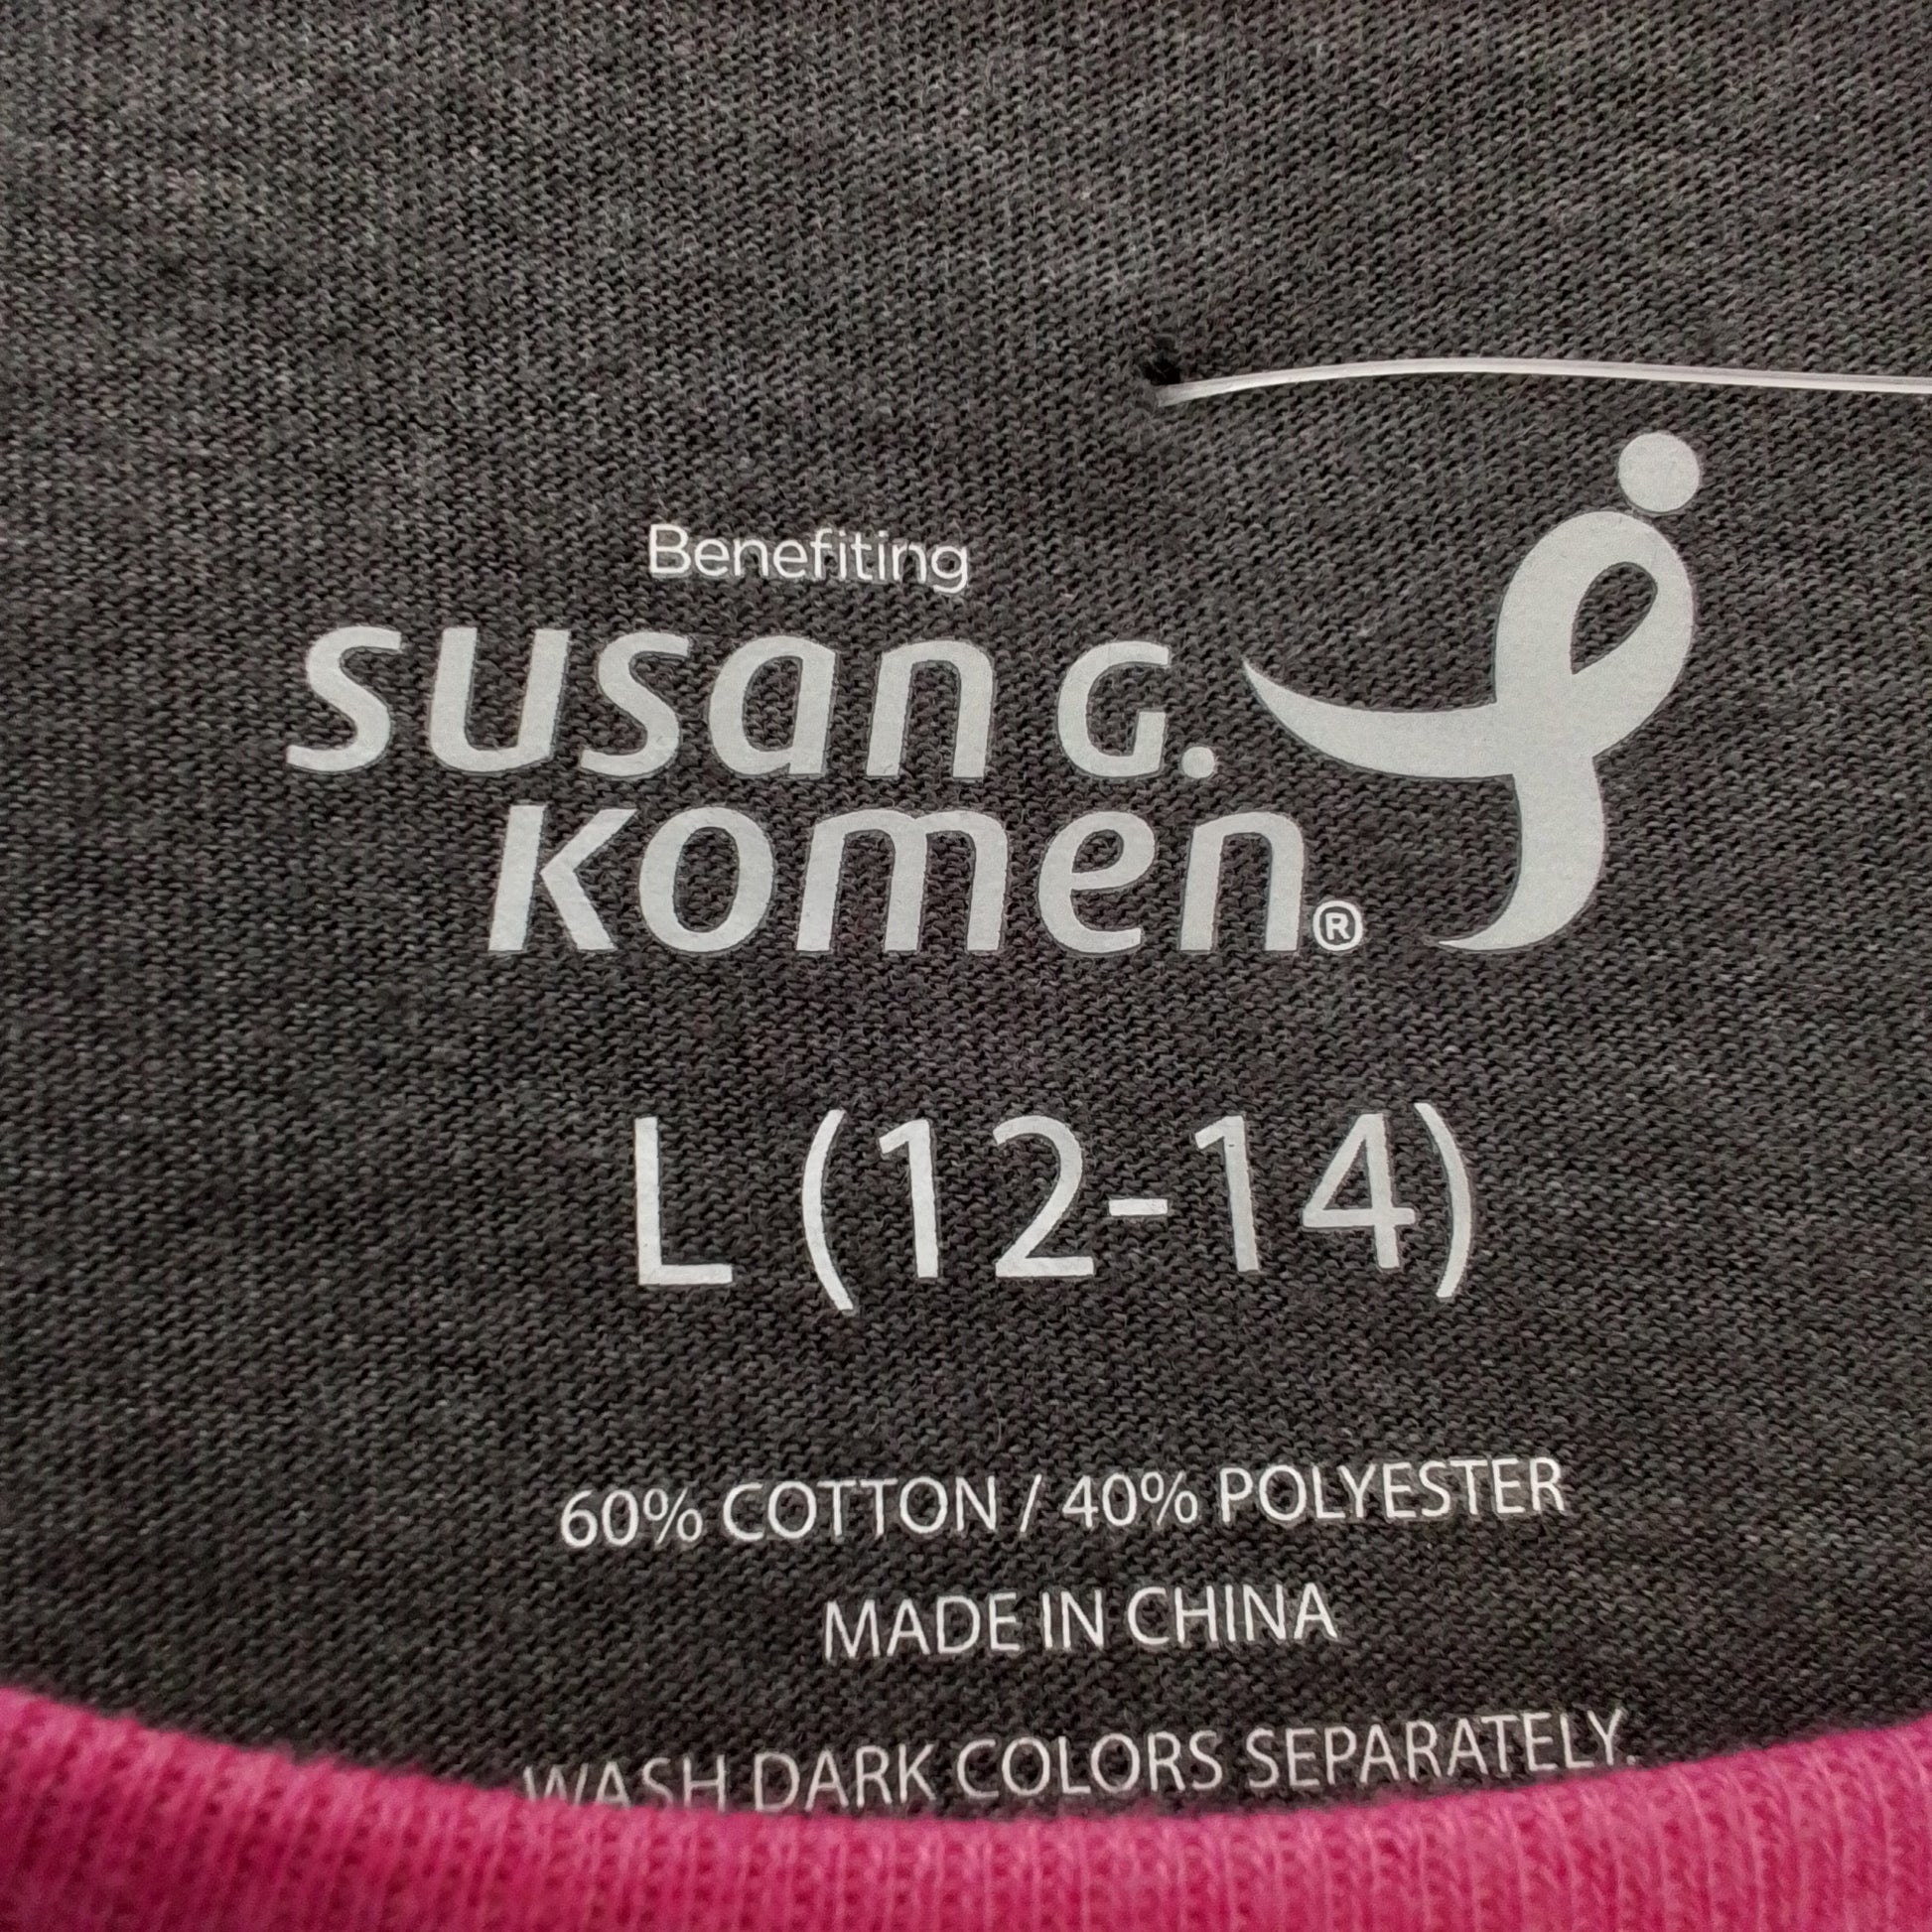 Benefiting
susan G.
Komen®
L (12-14)
60% COTTON / 40% POLYESTER
MADE IN CHINA
WASH DARK COLORS SEPARATELY.